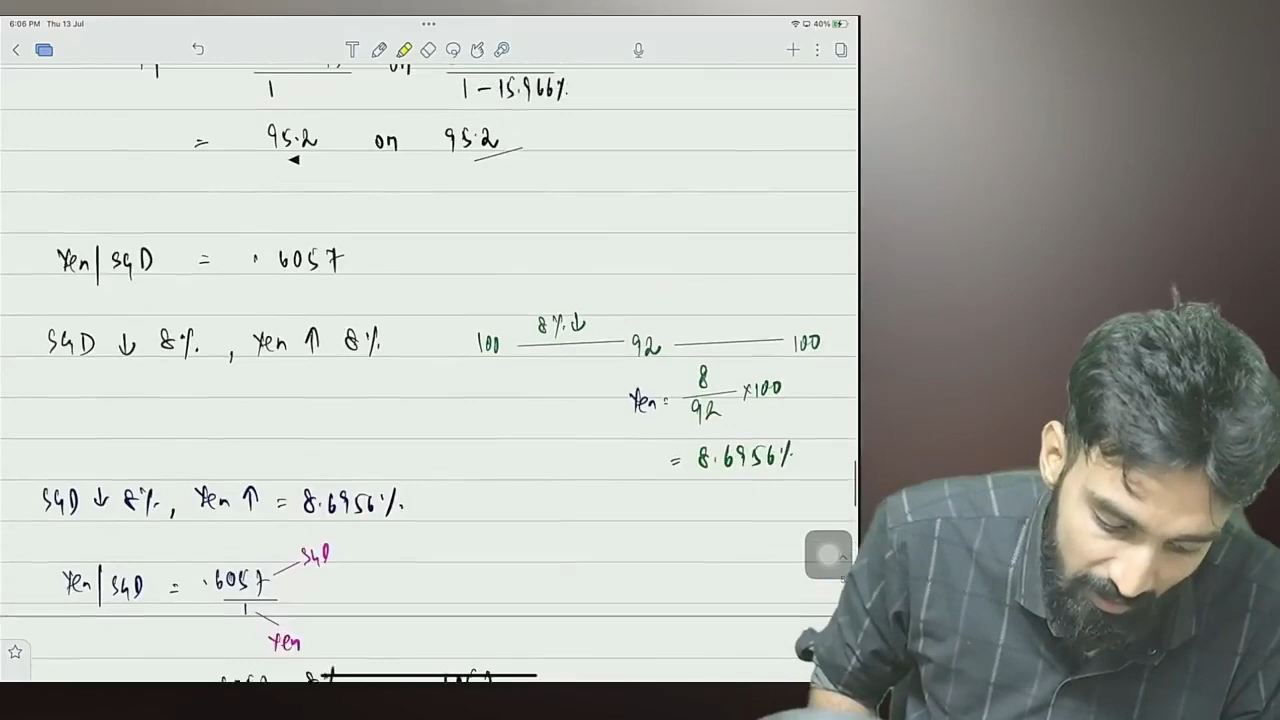 6:06 PM Thu 13 Jul
40%
1 1 - 15.966%
= 95.2 or 95.2
Yen | SGD = .6057
SGD ↓ 8%, Yen ↑ 8%
100 8%↓ 92 100
Yen = 8/92 × 100
= 8.6956%
SGD ↓ 8%, Yen ↑ = 8.6956%.
Yen | SGD = .6057/1
SGD
Yen